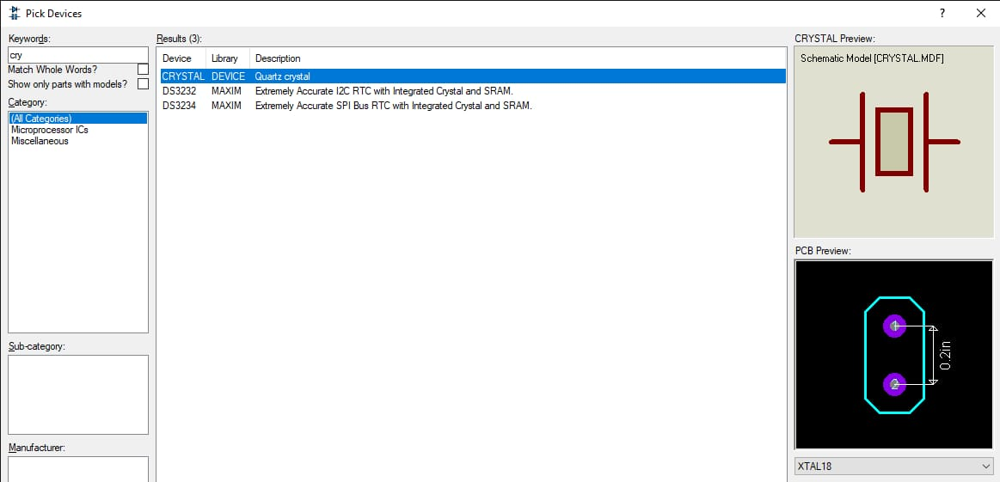 Pick Devices
?
Keywords:
cry
Match Whole Words?
Show only parts with models?
Category:
(All Categories)
Microprocessor ICs
Miscellaneous
Sub-category:
Manufacturer:
Results (3):
Device Library Description
CRYSTAL DEVICE Quartz crystal
DS3232 MAXIM Extremely Accurate I2C RTC with Integrated Crystal and SRAM.
DS3234 MAXIM Extremely Accurate SPI Bus RTC with Integrated Crystal and SRAM.
CRYSTAL Preview:
Schematic Model [CRYSTAL.MDF]
PCB Preview:
1
2
0.2in
XTAL18